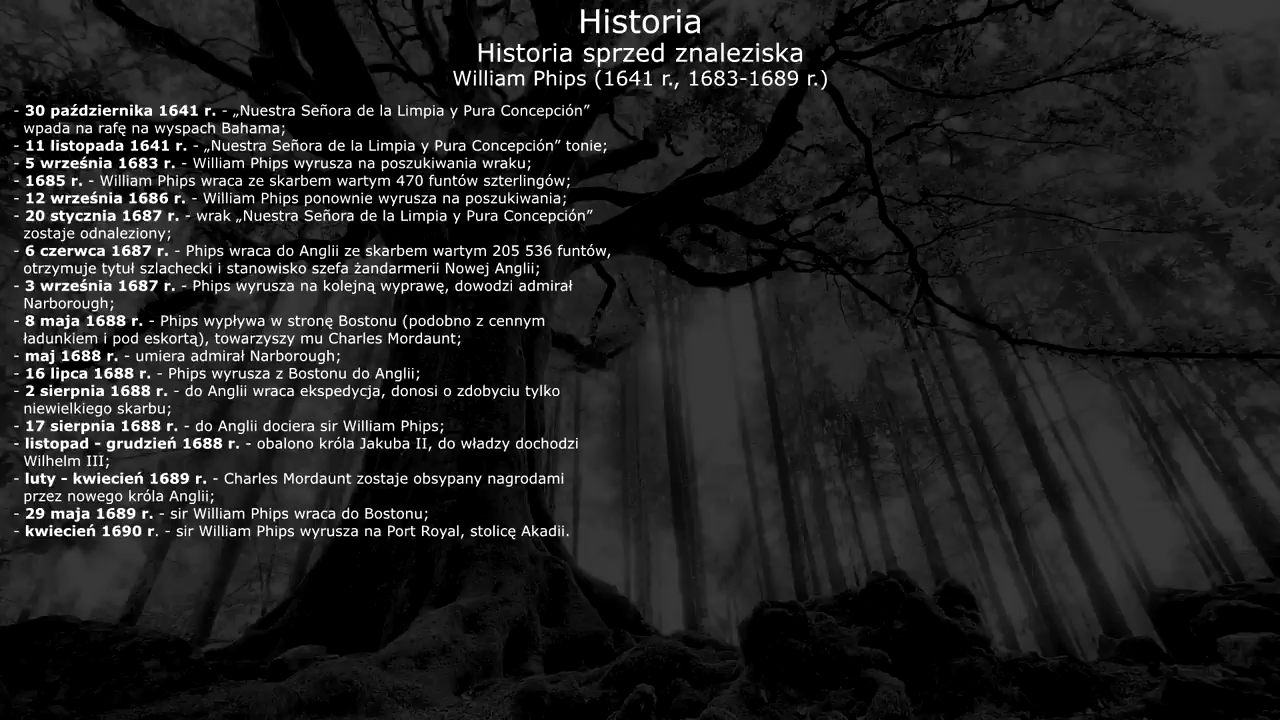 Historia
Historia sprzed znaleziska
William Phips (1641 r., 1683-1689 r.)
- 30 października 1641 r. - „Nuestra Señora de la Limpia y Pura Concepción”
wpada na rafę na wyspach Bahama;
- 11 listopada 1641 r. - „Nuestra Señora de la Limpia y Pura Concepción” tonie;
- 5 września 1683 r. - William Phips wyrusza na poszukiwania wraku;
- 1685 r. - William Phips wraca ze skarbem wartym 470 funtów szterlingów;
- 12 września 1686 r. - William Phips ponownie wyrusza na poszukiwania;
- 20 stycznia 1687 r. - wrak „Nuestra Señora de la Limpia y Pura Concepción”
zostaje odnaleziony;
- 6 czerwca 1687 r. - Phips wraca do Anglii ze skarbem wartym 205 536 funtów,
otrzymuje tytuł szlachecki i stanowisko szefa żandarmerii Nowej Anglii;
- 3 września 1687 r. - Phips wyrusza na kolejną wyprawę, dowodzi admirał
Narborough;
- 8 maja 1688 r. - Phips wypływa w stronę Bostonu (podobno z cennym
ładunkiem i pod eskortą), towarzyszy mu Charles Mordaunt;
- maj 1688 r. - umiera admirał Narborough;
- 16 lipca 1688 r. - Phips wyrusza z Bostonu do Anglii;
- 2 sierpnia 1688 r. - do Anglii wraca ekspedycja, donosi o zdobyciu tylko
niewielkiego skarbu;
- 17 sierpnia 1688 r. - do Anglii dociera sir William Phips;
- listopad - grudzień 1688 r. - obalono króla Jakuba II, do władzy dochodzi
Wilhelm III;
- luty - kwiecień 1689 r. - Charles Mordaunt zostaje obsypany nagrodami
przez nowego króla Anglii;
- 29 maja 1689 r. - sir William Phips wraca do Bostonu;
- kwiecień 1690 r. - sir William Phips wyrusza na Port Royal, stolicę Akadii.